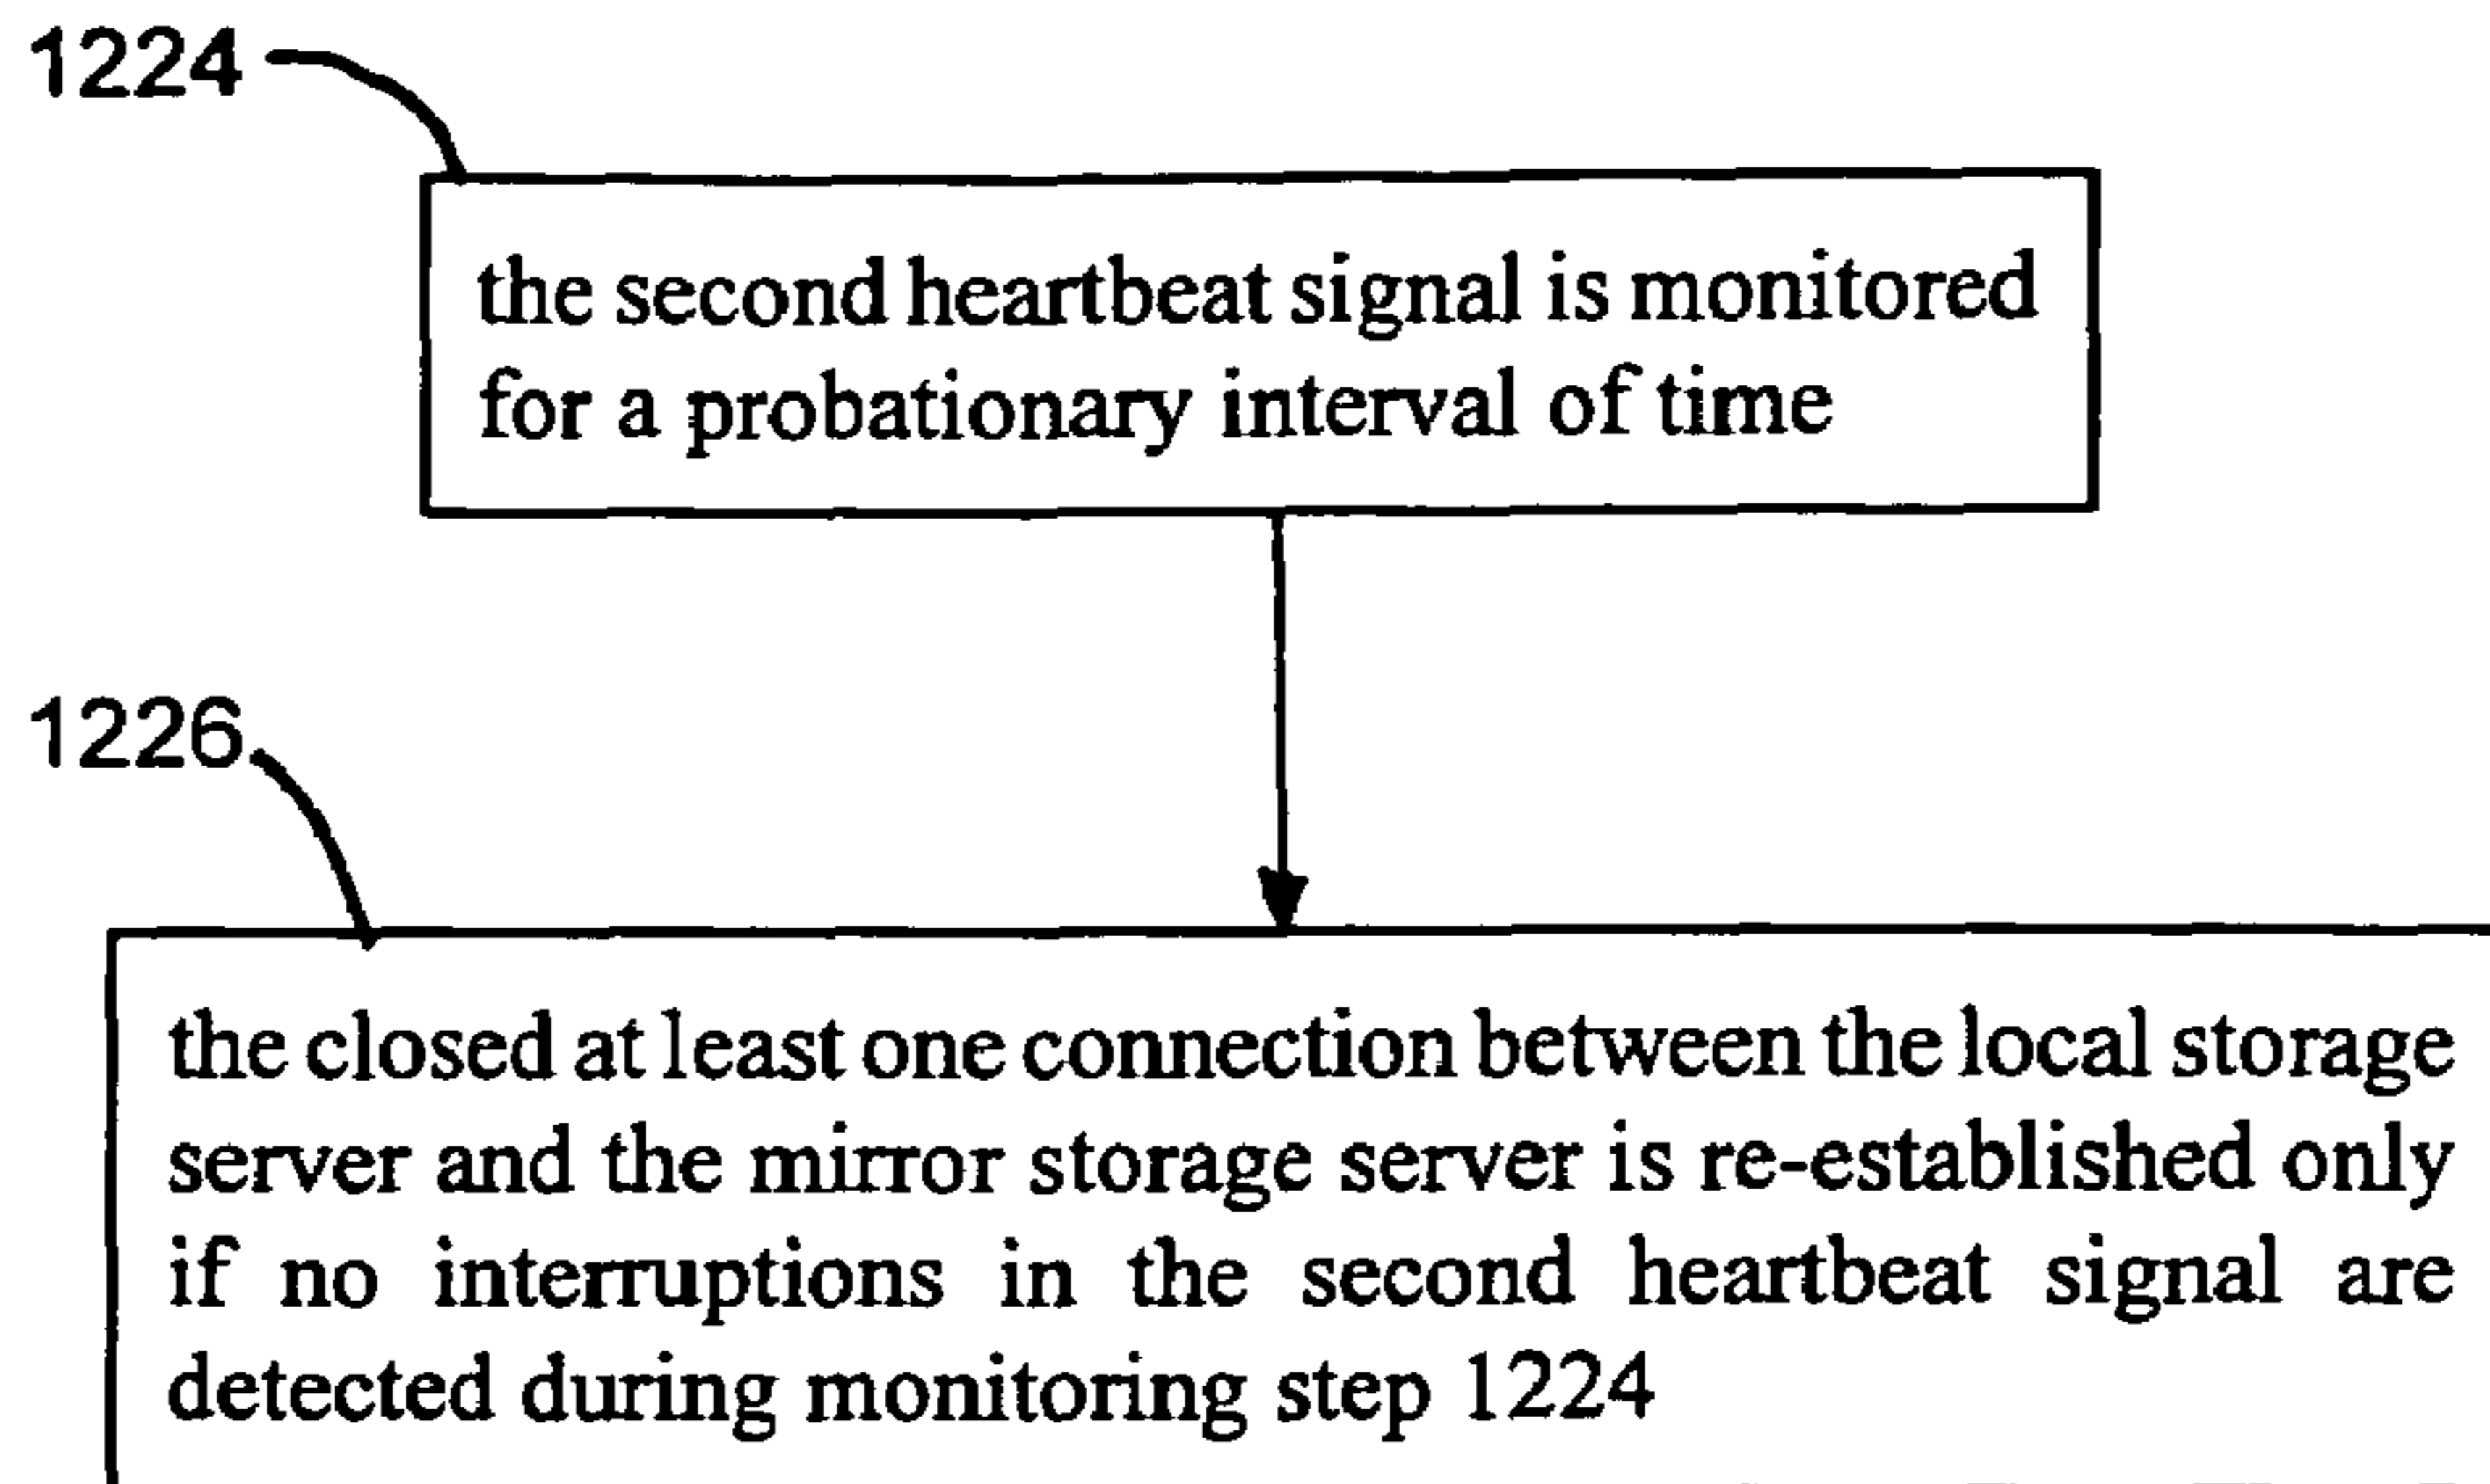 1224
the second heartbeat signal is monitored
for a probationary interval of time
1226
the closed at least one connection between the local storage
server and the mirror storage server is re-established only
if no interruptions in the second heartbeat signal are
detected during monitoring step 1224